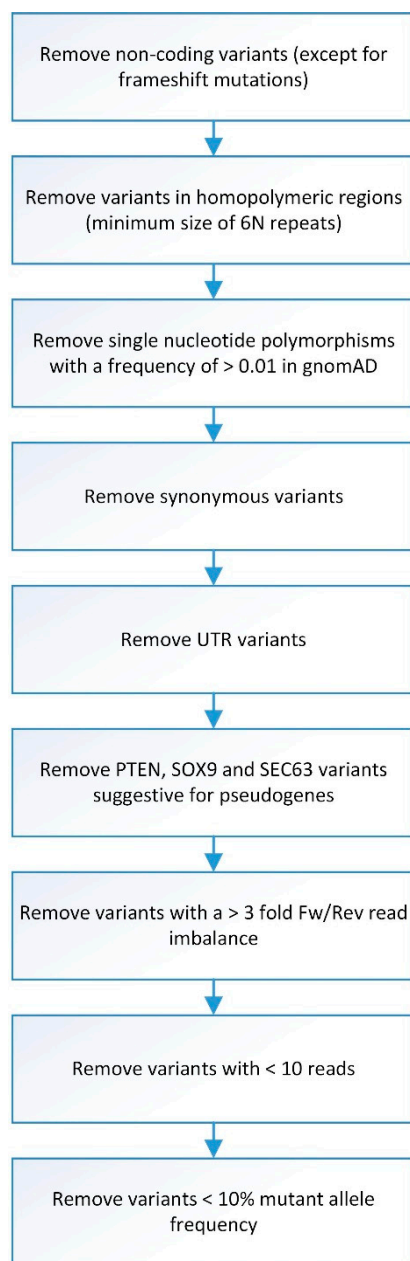 Remove non-coding variants (except for
frameshift mutations)
Remove variants in homopolymeric regions
(minimum size of 6N repeats)
Remove single nucleotide polymorphisms
with a frequency of > 0.01 in gnomAD
Remove synonymous variants
Remove UTR variants
Remove PTEN, SOX9 and SEC63 variants
suggestive for pseudogenes
Remove variants with a > 3 fold Fw/Rev read
imbalance
Remove variants with < 10 reads
Remove variants < 10% mutant allele
frequency